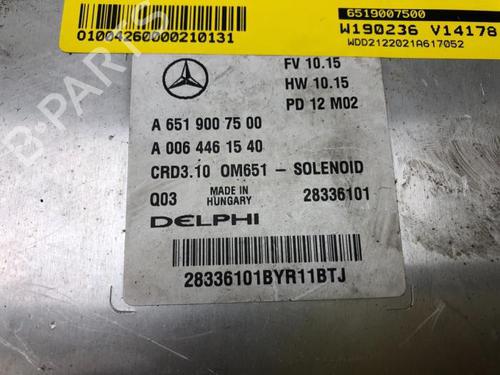 01004260000210131
6519007500
W190236 V14178
WDD2122021A617052
FV 10.15
HW 10.15
PD 12 M02
A 651 900 75 00
A 006 446 15 40
CRD3.10 OM651 - SOLENOID
Q03 MADE IN HUNGARY 28336101
DELPHI
28336101BYR11BTJ